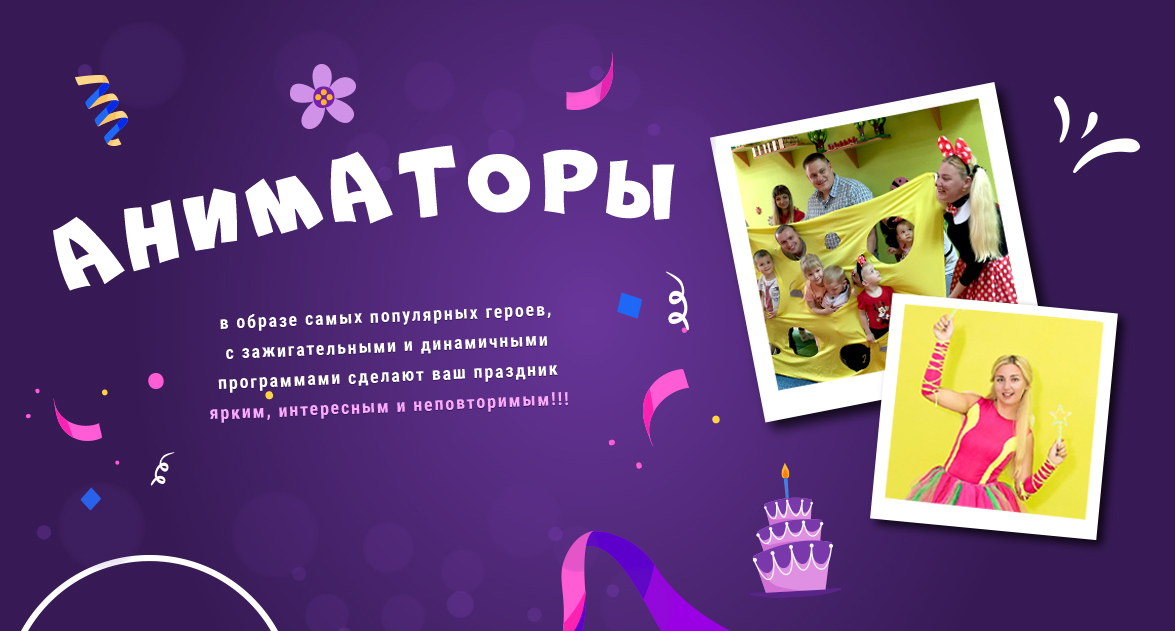 АНИМАТОРЫ
в образе самых популярных героев,
с зажигательными и динамичными
программами сделают ваш праздник
ярким, интересным и неповторимым!!!